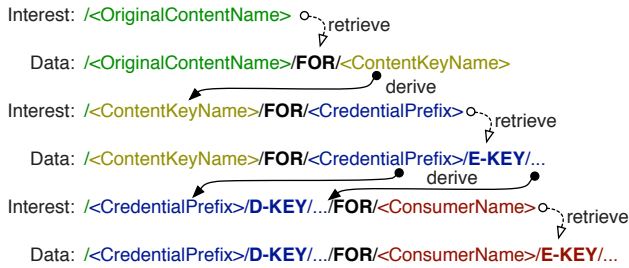 Interest: /<OriginalContentName> retrieve
Data: /<OriginalContentName>/FOR/<ContentKeyName>
derive
Interest: /<ContentKeyName>/FOR/<CredentialPrefix> retrieve
Data: /<ContentKeyName>/FOR/<CredentialPrefix>/E-KEY/...
derive
Interest: /<CredentialPrefix>/D-KEY/.../FOR/<ConsumerName> retrieve
Data: /<CredentialPrefix>/D-KEY/.../FOR/<ConsumerName>/E-KEY/...